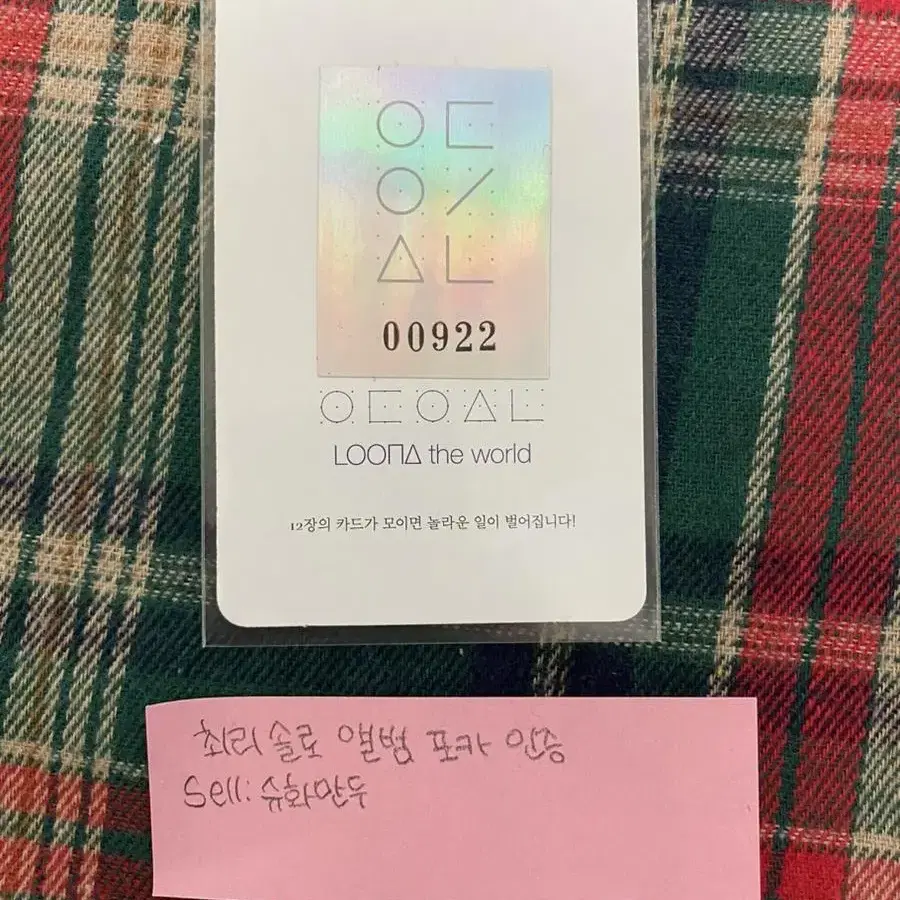 00922
LOOΠΔ the world
12장의 카드가 모이면 놀라운 일이 벌어집니다!
최리 솔로 앨범 포카 인증
Sell: 슈화만두